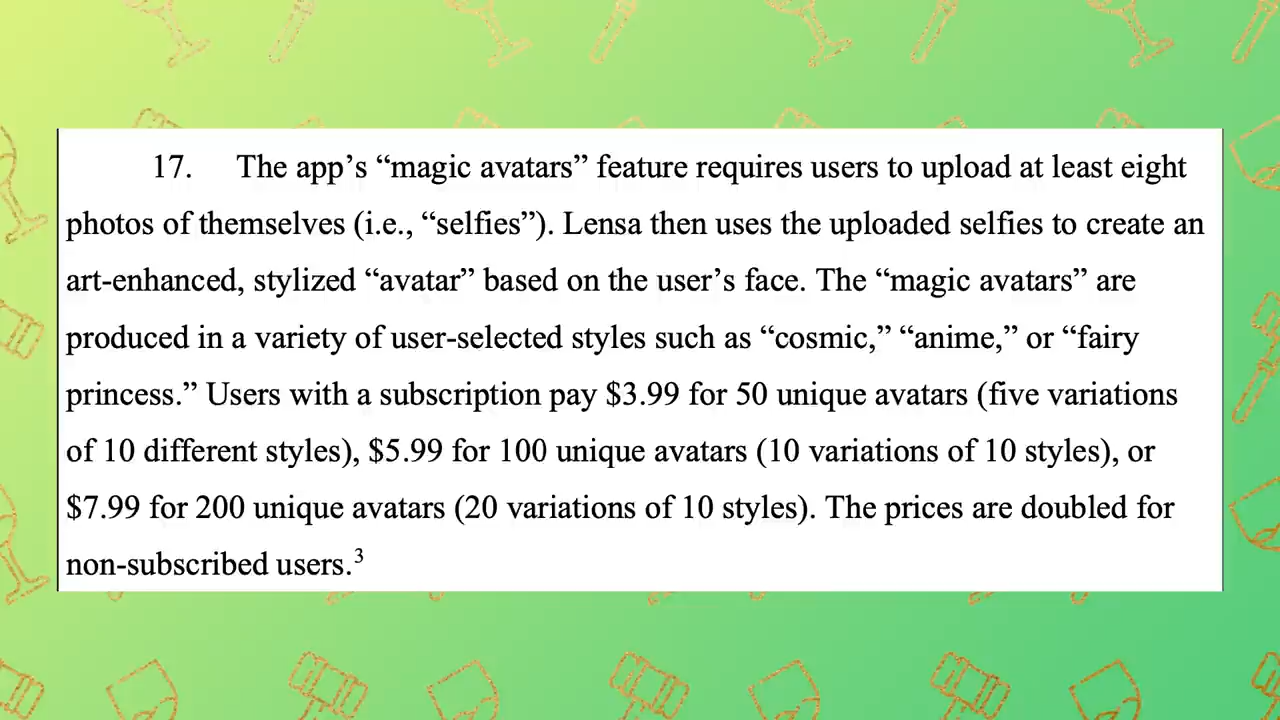 17. The app’s “magic avatars” feature requires users to upload at least eight
photos of themselves (i.e., “selfies”). Lensa then uses the uploaded selfies to create an
art-enhanced, stylized “avatar” based on the user’s face. The “magic avatars” are
produced in a variety of user-selected styles such as “cosmic,” “anime,” or “fairy
princess.” Users with a subscription pay $3.99 for 50 unique avatars (five variations
of 10 different styles), $5.99 for 100 unique avatars (10 variations of 10 styles), or
$7.99 for 200 unique avatars (20 variations of 10 styles). The prices are doubled for
non-subscribed users.³